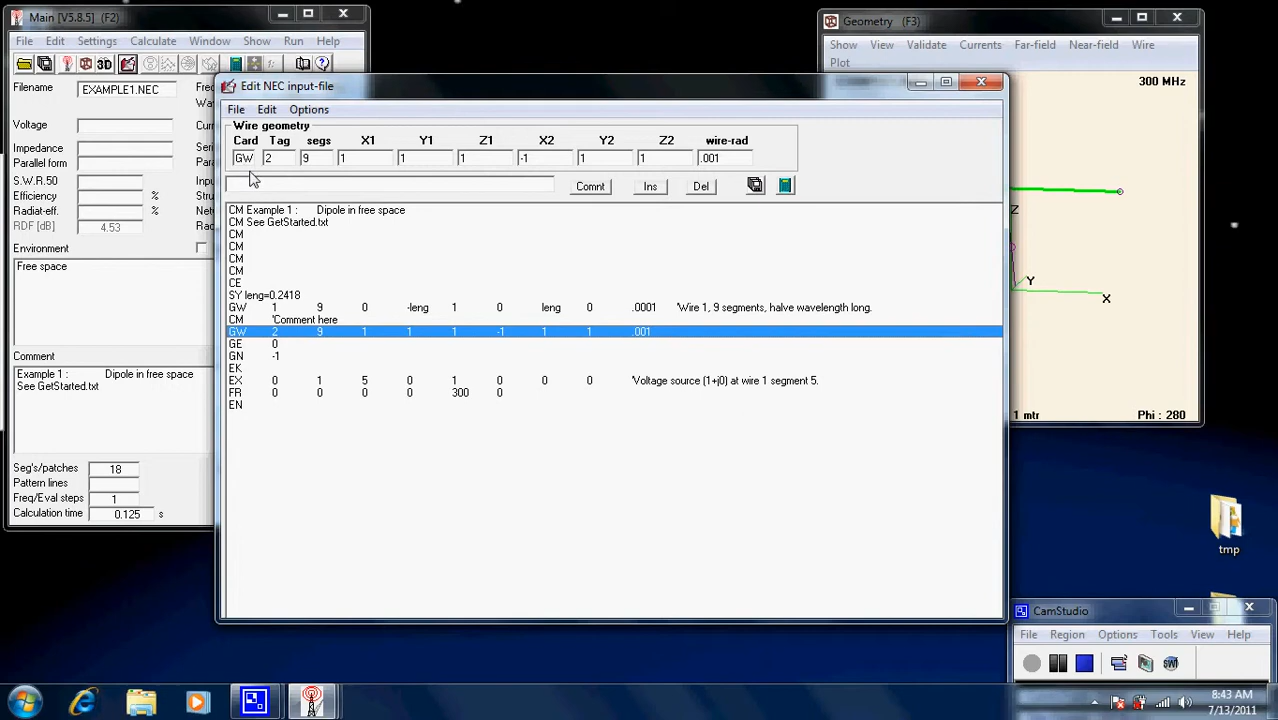 Main [V5.8.5] (F2)
File Edit Settings Calculate Window Show Run Help
3D
Filename EXAMPLE1.NEC
Voltage
Impedance
Parallel form
S.W.R.50
Efficiency %
Radiat-eff. %
RDF [dB] 4.53
Environment
Free space
Comment
Example 1 : Dipole in free space
See GetStarted.txt
Seg's/patches 18
Pattern lines
Freq/Eval steps 1
Calculation time 0.125 s
Edit NEC input-file
File Edit Options
Wire geometry
Card Tag segs X1 Y1 Z1 X2 Y2 Z2 wire-rad
GW 2 9 1 1 1 -1 1 1 .001
Comnt Ins Del
CM Example 1 : Dipole in free space
CM See GetStarted.txt
CM
CM
CM
CM
CE
SY leng=0.2418
GW 1 9 0 -leng 1 0 leng 0 .0001 'Wire 1, 9 segments, halve wavelength long.
CM 'Comment here
GW 2 9 1 1 1 -1 1 1 .001
GE 0
GN -1
EK
EX 0 1 5 0 1 0 0 0 'Voltage source (1+j0) at wire 1 segment 5.
FR 0 0 0 0 300 0
EN
Geometry (F3)
Show View Validate Currents Far-field Near-field Wire
Plot
300 MHz
Z
Y
X
1 mtr
Phi : 280
tmp
CamStudio
File Region Options Tools View Help
SWF
8:43 AM
7/13/2011